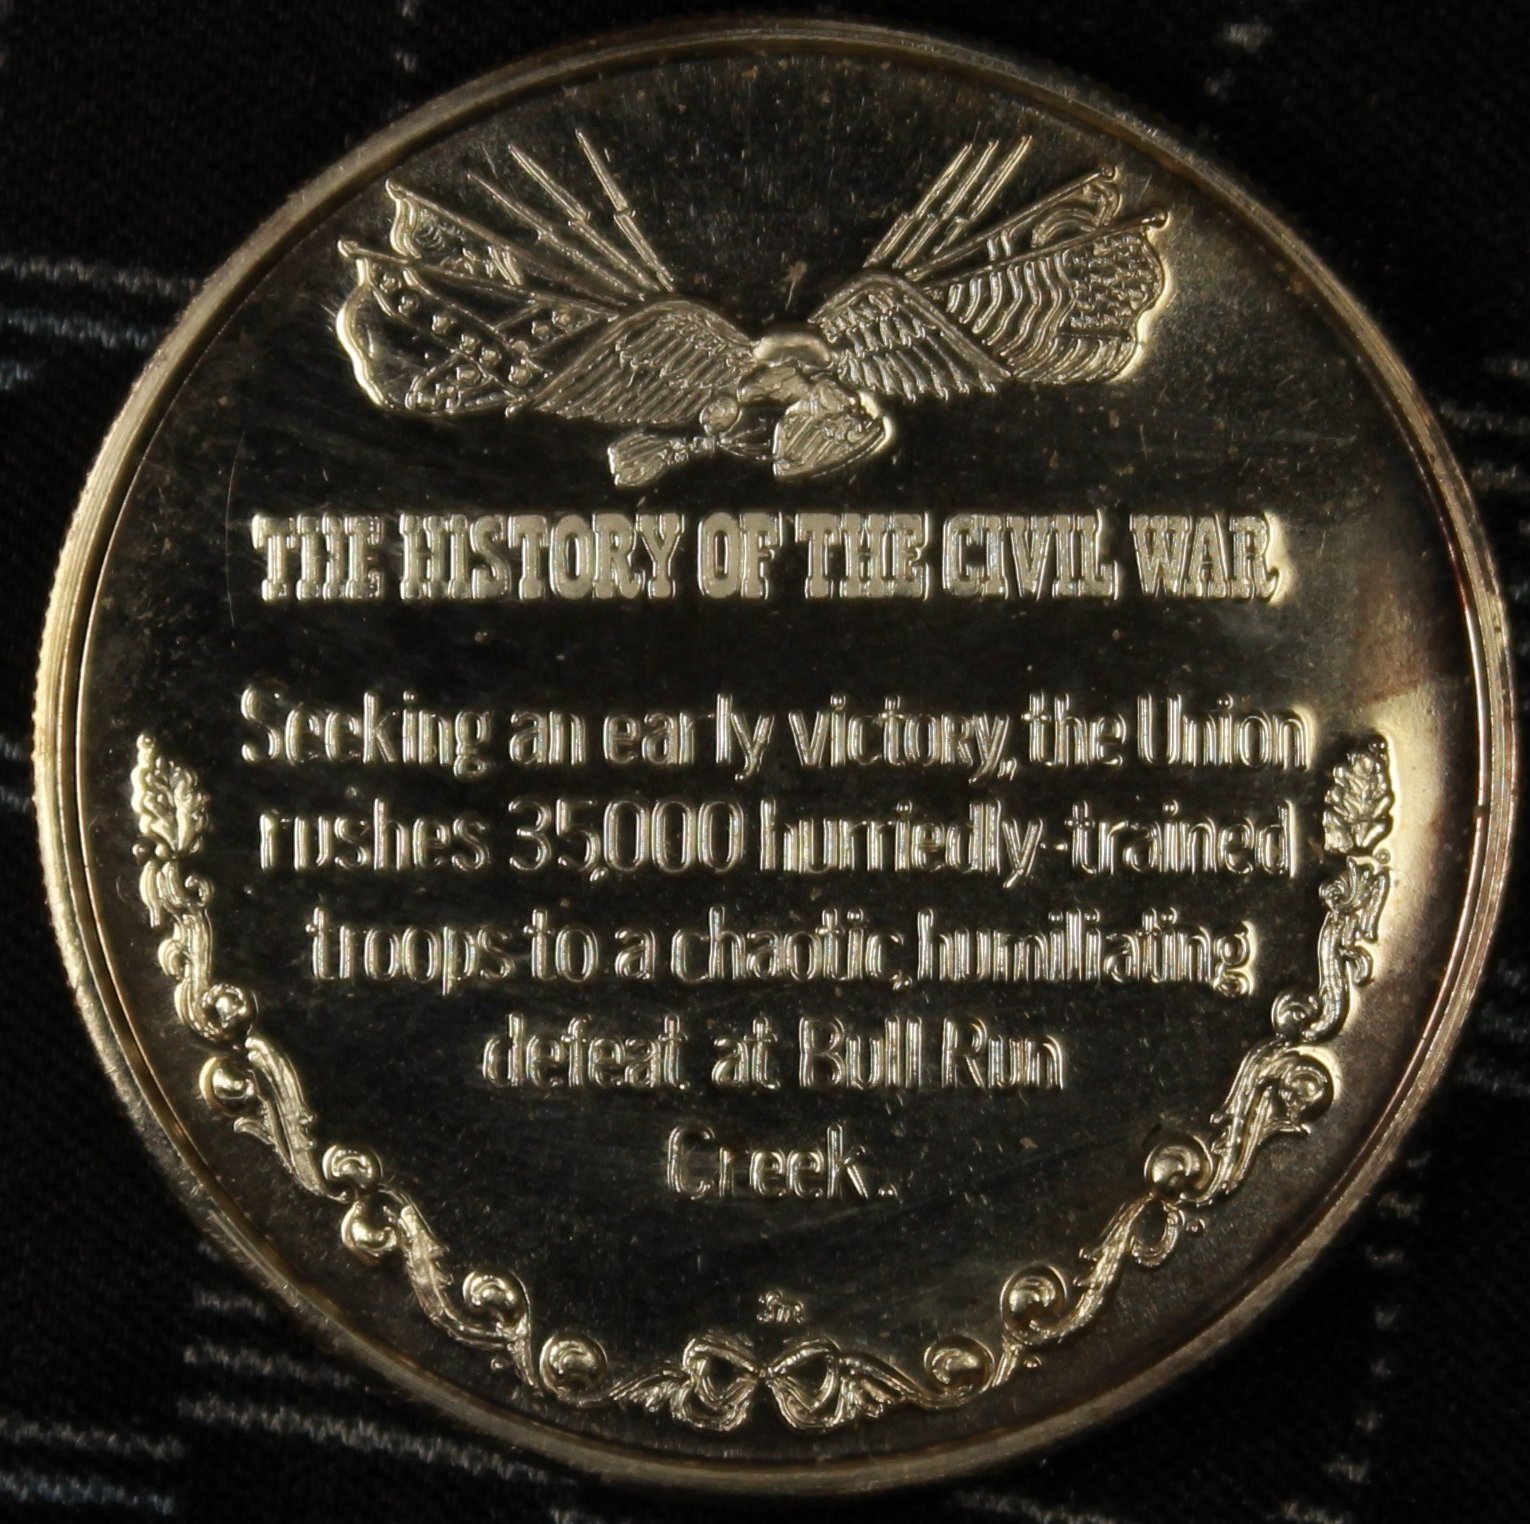 THE HISTORY OF THE CIVIL WAR
Seeking an early victory, the Union
rushes 35,000 hurriedly-trained
troops to a chaotic, humiliating
defeat at Bull Run
Creek.